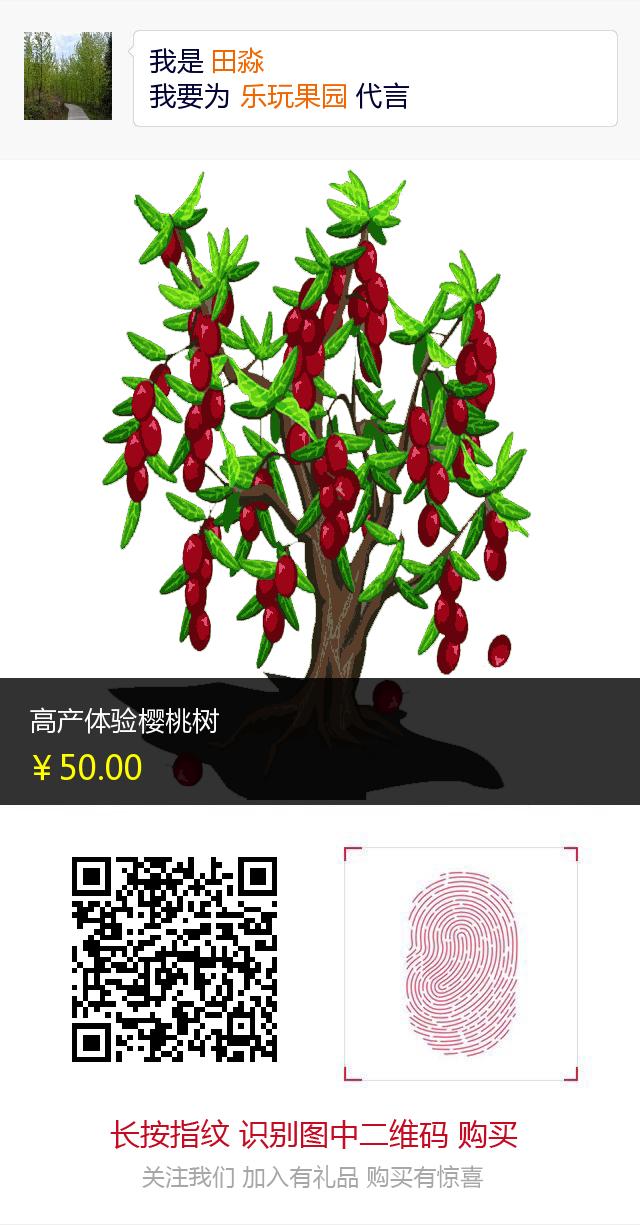 我是 田淼
我要为 乐玩果园 代言
高产体验樱桃树
￥50.00
长按指纹 识别图中二维码 购买
关注我们 加入有礼品 购买有惊喜